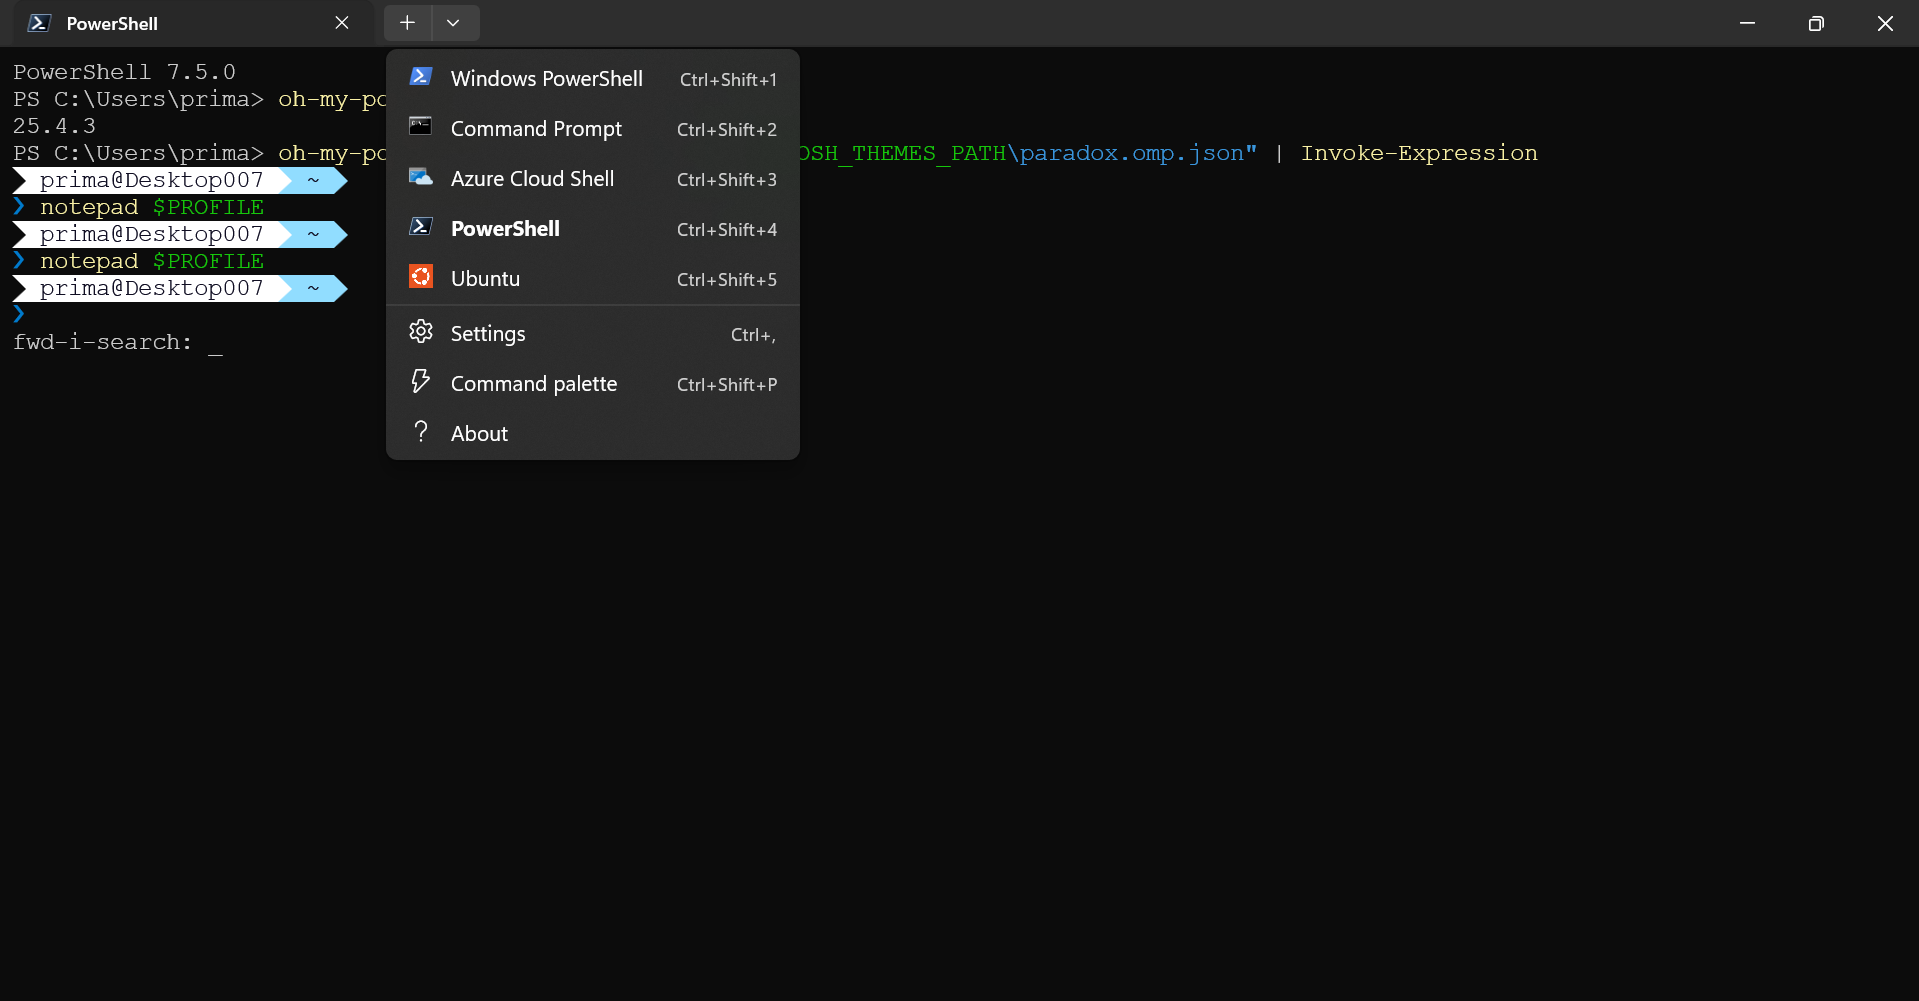 PowerShell
PowerShell 7.5.0
PS C:\Users\prima> oh-my-po
25.4.3
PS C:\Users\prima> oh-my-po OSH_THEMES_PATH\paradox.omp.json" | Invoke-Expression
prima@Desktop007 ~
❯ notepad $PROFILE
prima@Desktop007 ~
❯ notepad $PROFILE
prima@Desktop007 ~
❯
fwd-i-search: _
Windows PowerShell Ctrl+Shift+1
Command Prompt Ctrl+Shift+2
Azure Cloud Shell Ctrl+Shift+3
PowerShell Ctrl+Shift+4
Ubuntu Ctrl+Shift+5
Settings Ctrl+,
Command palette Ctrl+Shift+P
About